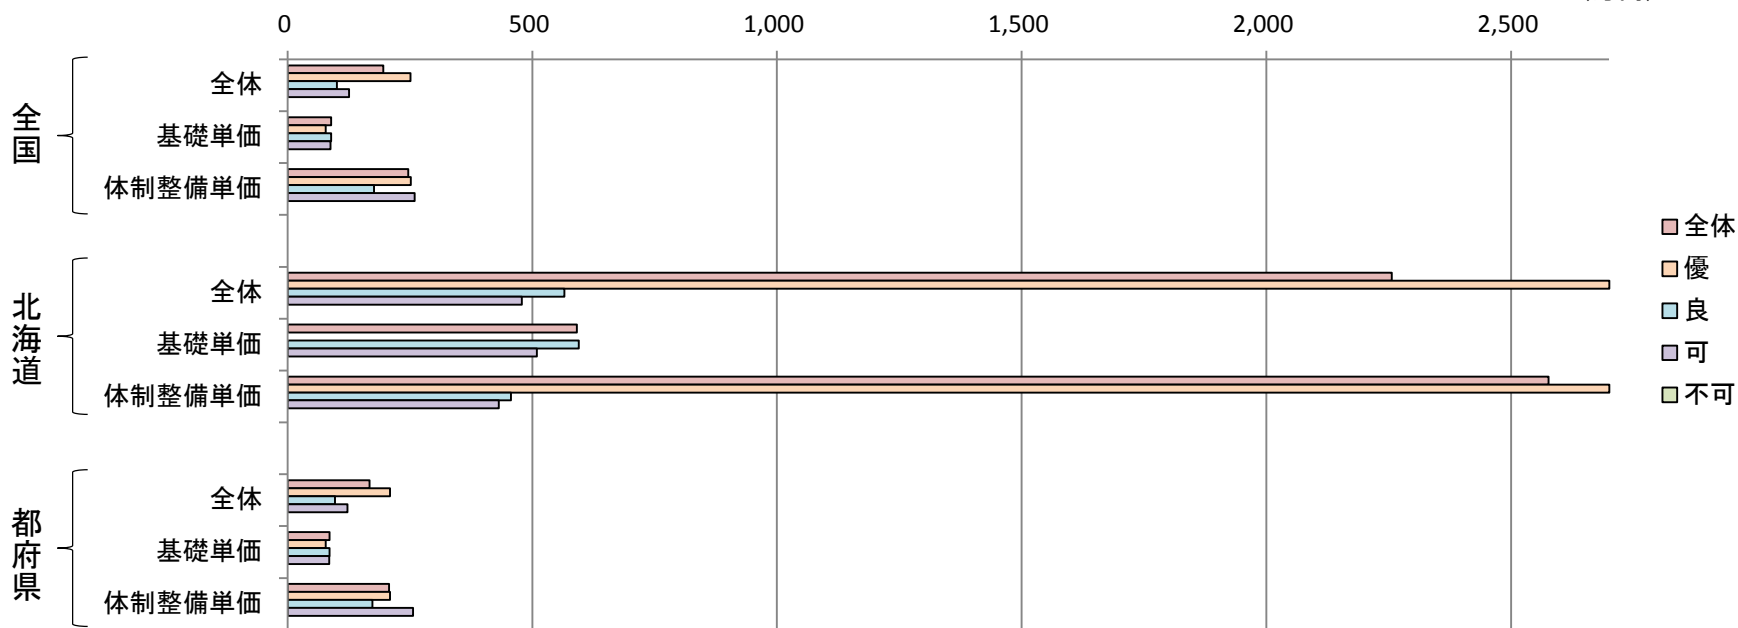 0 500 1,000 1,500 2,000 2,500
全国
全体
基礎単価
体制整備単価
北海道
全体
基礎単価
体制整備単価
都府県
全体
基礎単価
体制整備単価
全体
優
良
可
不可